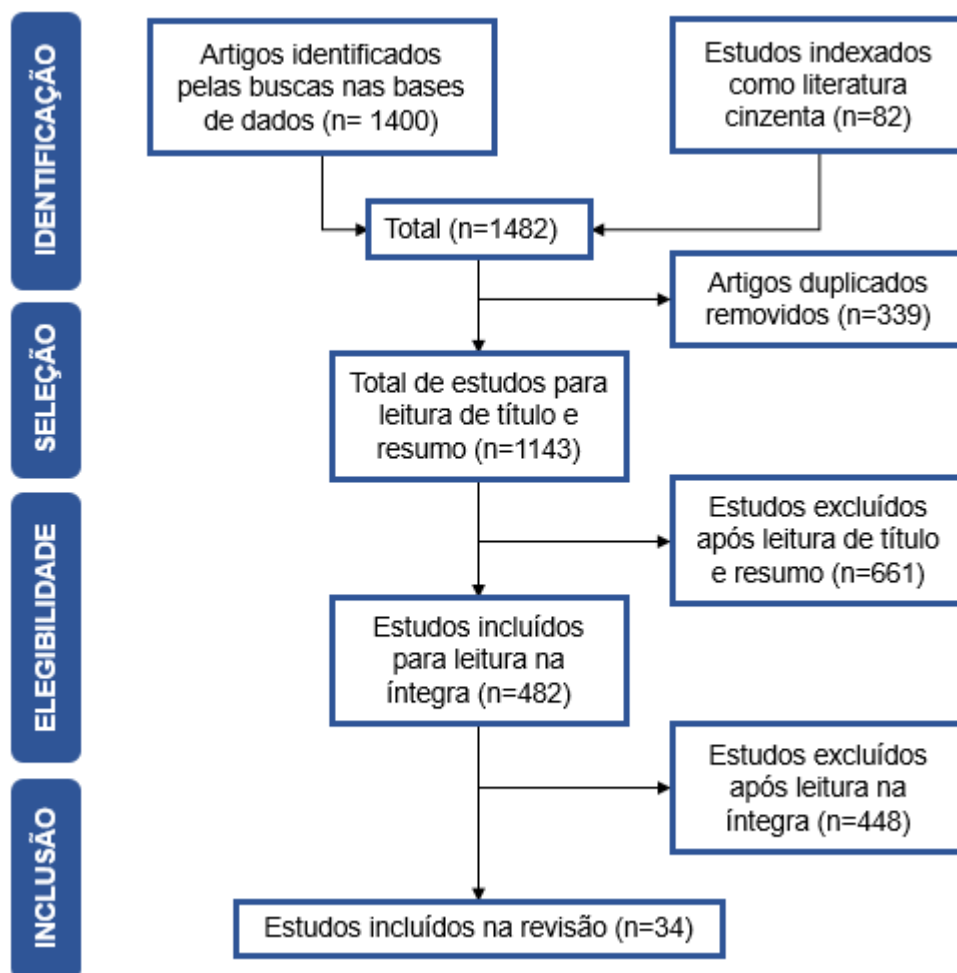 IDENTIFICAÇÃO
Artigos identificados
pelas buscas nas bases
de dados (n= 1400)
Estudos indexados
como literatura
cinzenta (n=82)
Total (n=1482)
Artigos duplicados
removidos (n=339)
SELEÇÃO
Total de estudos para
leitura de título e
resumo (n=1143)
ELEGIBILIDADE
Estudos excluídos
após leitura de título
e resumo (n=661)
Estudos incluídos
para leitura na
íntegra (n=482)
Estudos excluídos
após leitura na
íntegra (n=448)
INCLUSÃO
Estudos incluídos na revisão (n=34)